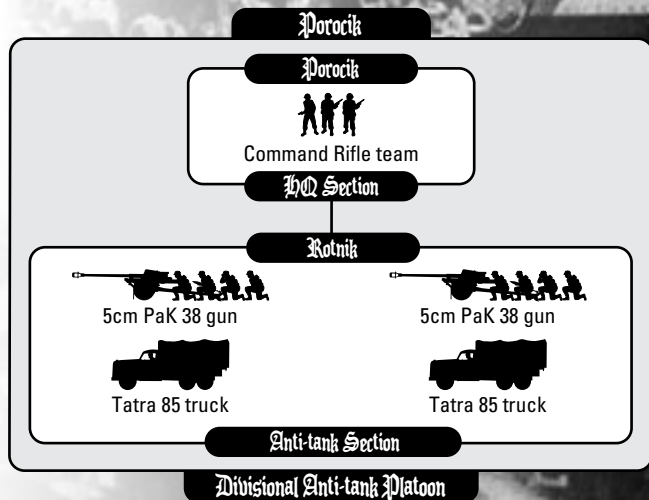 Porocik
Porocik
Command Rifle team
HQ Section
Rotnik
5cm PaK 38 gun
5cm PaK 38 gun
Tatra 85 truck
Tatra 85 truck
Anti-tank Section
Divisional Anti-tank Platoon